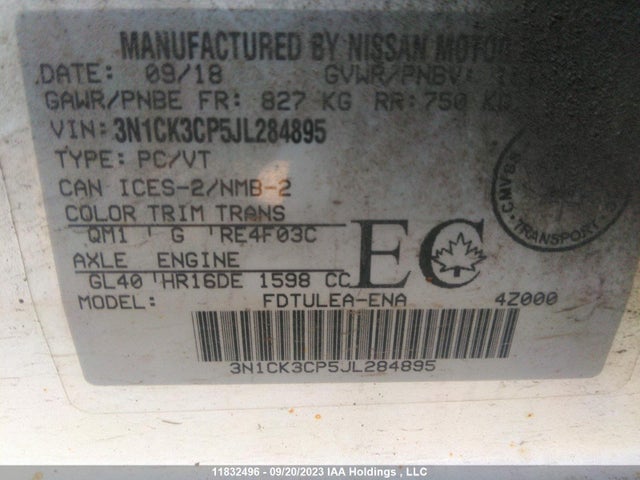 MANUFACTURED BY NISSAN MOTOR
DATE: 09/18 GVWR/PNBV:
GAWR/PNBE FR: 827 KG RR: 750 KG
VIN: 3N1CK3CP5JL284895
TYPE: PC/VT
CAN ICES-2/NMB-2
COLOR TRIM TRANS
QM1 G RE4F03C
AXLE ENGINE
GL40 HR16DE 1598 CC
EC
MODEL: FDTULEA-ENA 4Z000
3N1CK3CP5JL284895
TRANSPORT
11832496 - 09/20/2023 IAA Holdings , LLC